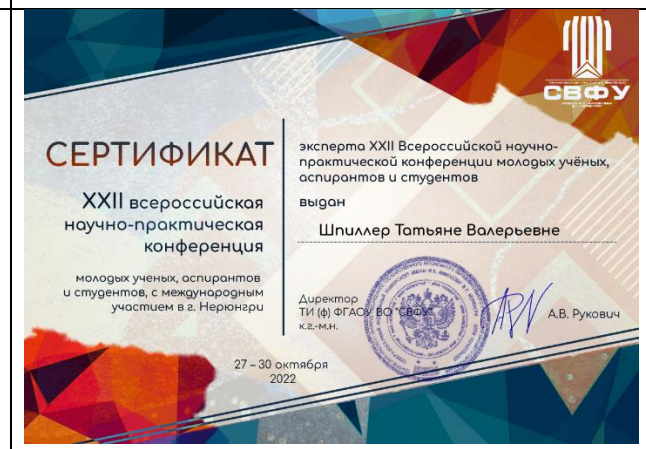 СВФУ
СЕРТИФИКАТ
XXII всероссийская
научно-практическая
конференция
молодых ученых, аспирантов
и студентов, с международным
участием в г. Нерюнгри
эксперта XXII Всероссийской научно-
практической конференции молодых учёных,
аспирантов и студентов
выдан
Шпиллер Татьяне Валерьевне
Директор
ТИ (ф) ФГАОУ ВО "СВФУ"
к.г.-м.н.
А.В. Рукович
27 – 30 октября
2022